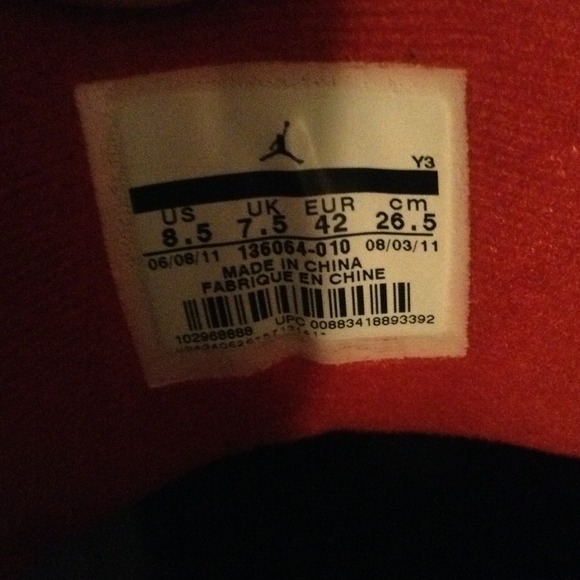 Y3
US UK EUR cm
8.5 7.5 42 26.5
06/08/11 136064-010 08/03/11
MADE IN CHINA
FABRIQUE EN CHINE
102968888 UPC 00883418893392